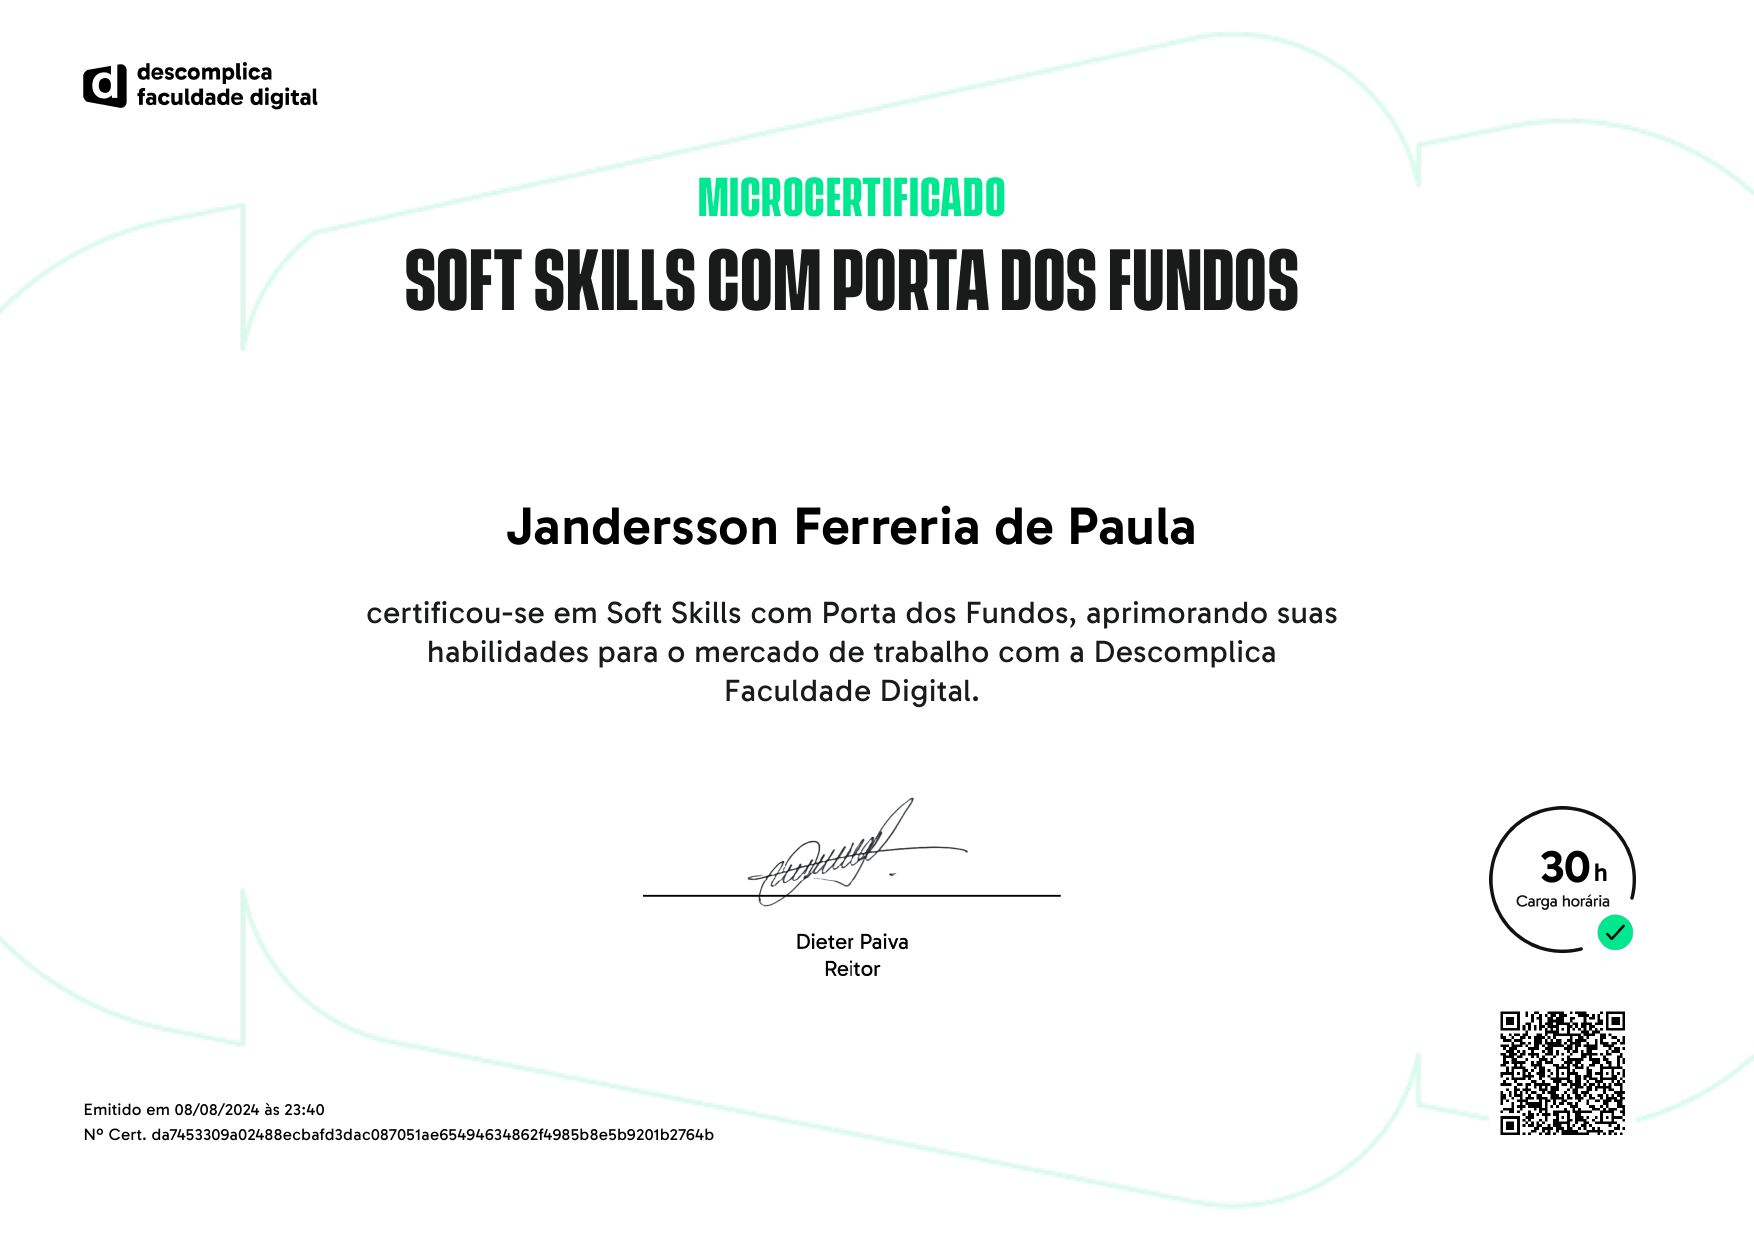 descomplica
faculdade digital
MICROCERTIFICADO
SOFT SKILLS COM PORTA DOS FUNDOS
Jandersson Ferreria de Paula
certificou-se em Soft Skills com Porta dos Fundos, aprimorando suas
habilidades para o mercado de trabalho com a Descomplica
Faculdade Digital.
30 h
Carga horária
Dieter Paiva
Reitor
Emitido em 08/08/2024 às 23:40
Nº Cert. da7453309a02488ecbafd3dac087051ae65494634862f4985b8e5b9201b2764b